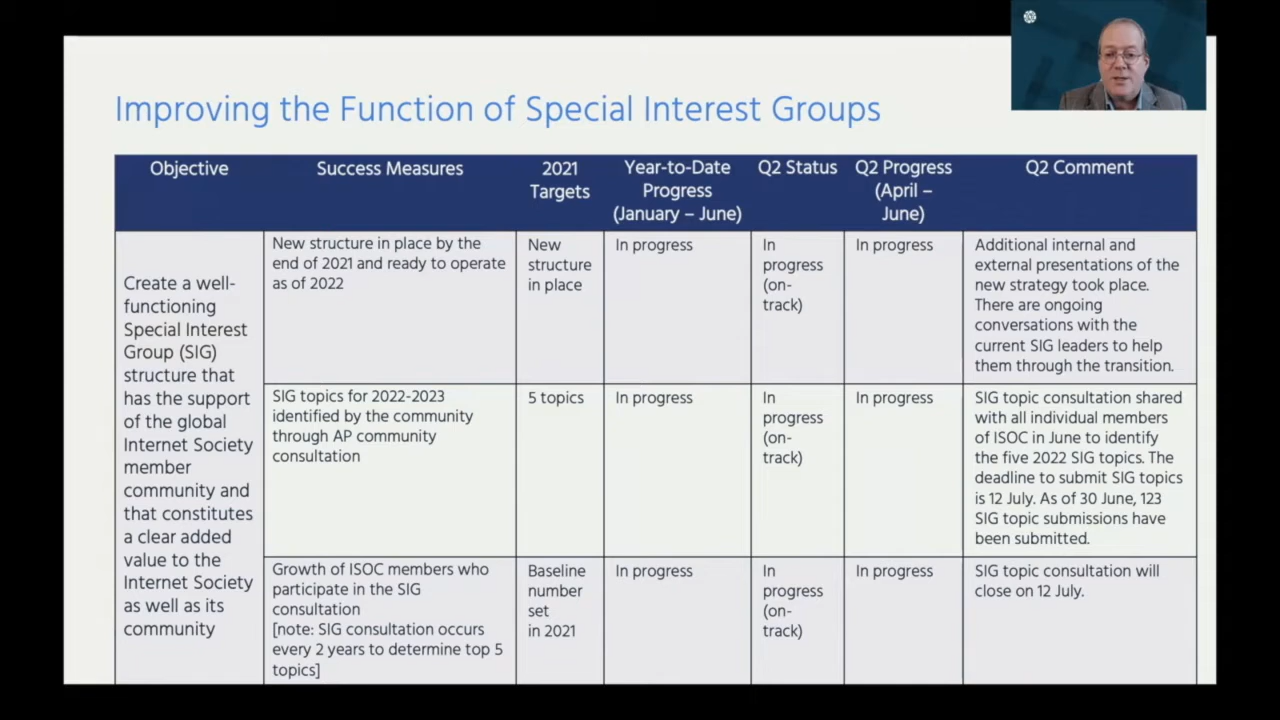 Improving the Function of Special Interest Groups
Objective
Success Measures
2021
Targets
Year-to-Date
Progress
(January – June)
Q2 Status
Q2 Progress
(April –
June)
Q2 Comment
Create a well-
functioning
Special Interest
Group (SIG)
structure that
has the support
of the global
Internet Society
member
community and
that constitutes
a clear added
value to the
Internet Society
as well as its
community
New structure in place by the
end of 2021 and ready to operate
as of 2022
New
structure
in place
In progress
In
progress
(on-
track)
In progress
Additional internal and
external presentations of the
new strategy took place.
There are ongoing
conversations with the
current SIG leaders to help
them through the transition.
SIG topics for 2022-2023
identified by the community
through AP community
consultation
5 topics
In progress
In
progress
(on-
track)
In progress
SIG topic consultation shared
with all individual members
of ISOC in June to identify
the five 2022 SIG topics. The
deadline to submit SIG topics
is 12 July. As of 30 June, 123
SIG topic submissions have
been submitted.
Growth of ISOC members who
participate in the SIG
consultation
[note: SIG consultation occurs
every 2 years to determine top 5
topics]
Baseline
number
set
in 2021
In progress
In
progress
(on-
track)
In progress
SIG topic consultation will
close on 12 July.